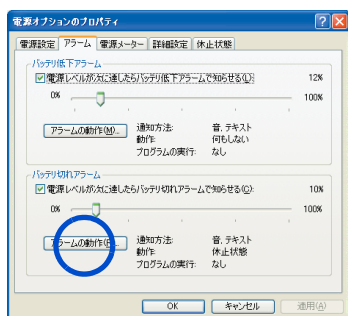 電源オプションのプロパティ
電源設定 アラーム 電源メーター 詳細設定 休止状態
バッテリ低下アラーム
電源レベルが次に達したらバッテリ低下アラームで知らせる(L): 12%
0% 100%
アラームの動作(M)... 通知方法: 音, テキスト
動作: 何もしない
プログラムの実行: なし
バッテリ切れアラーム
電源レベルが次に達したらバッテリ切れアラームで知らせる(C): 10%
0% 100%
アラームの動作(R)... 通知方法: 音, テキスト
動作: 休止状態
プログラムの実行: なし
OK キャンセル 適用(A)